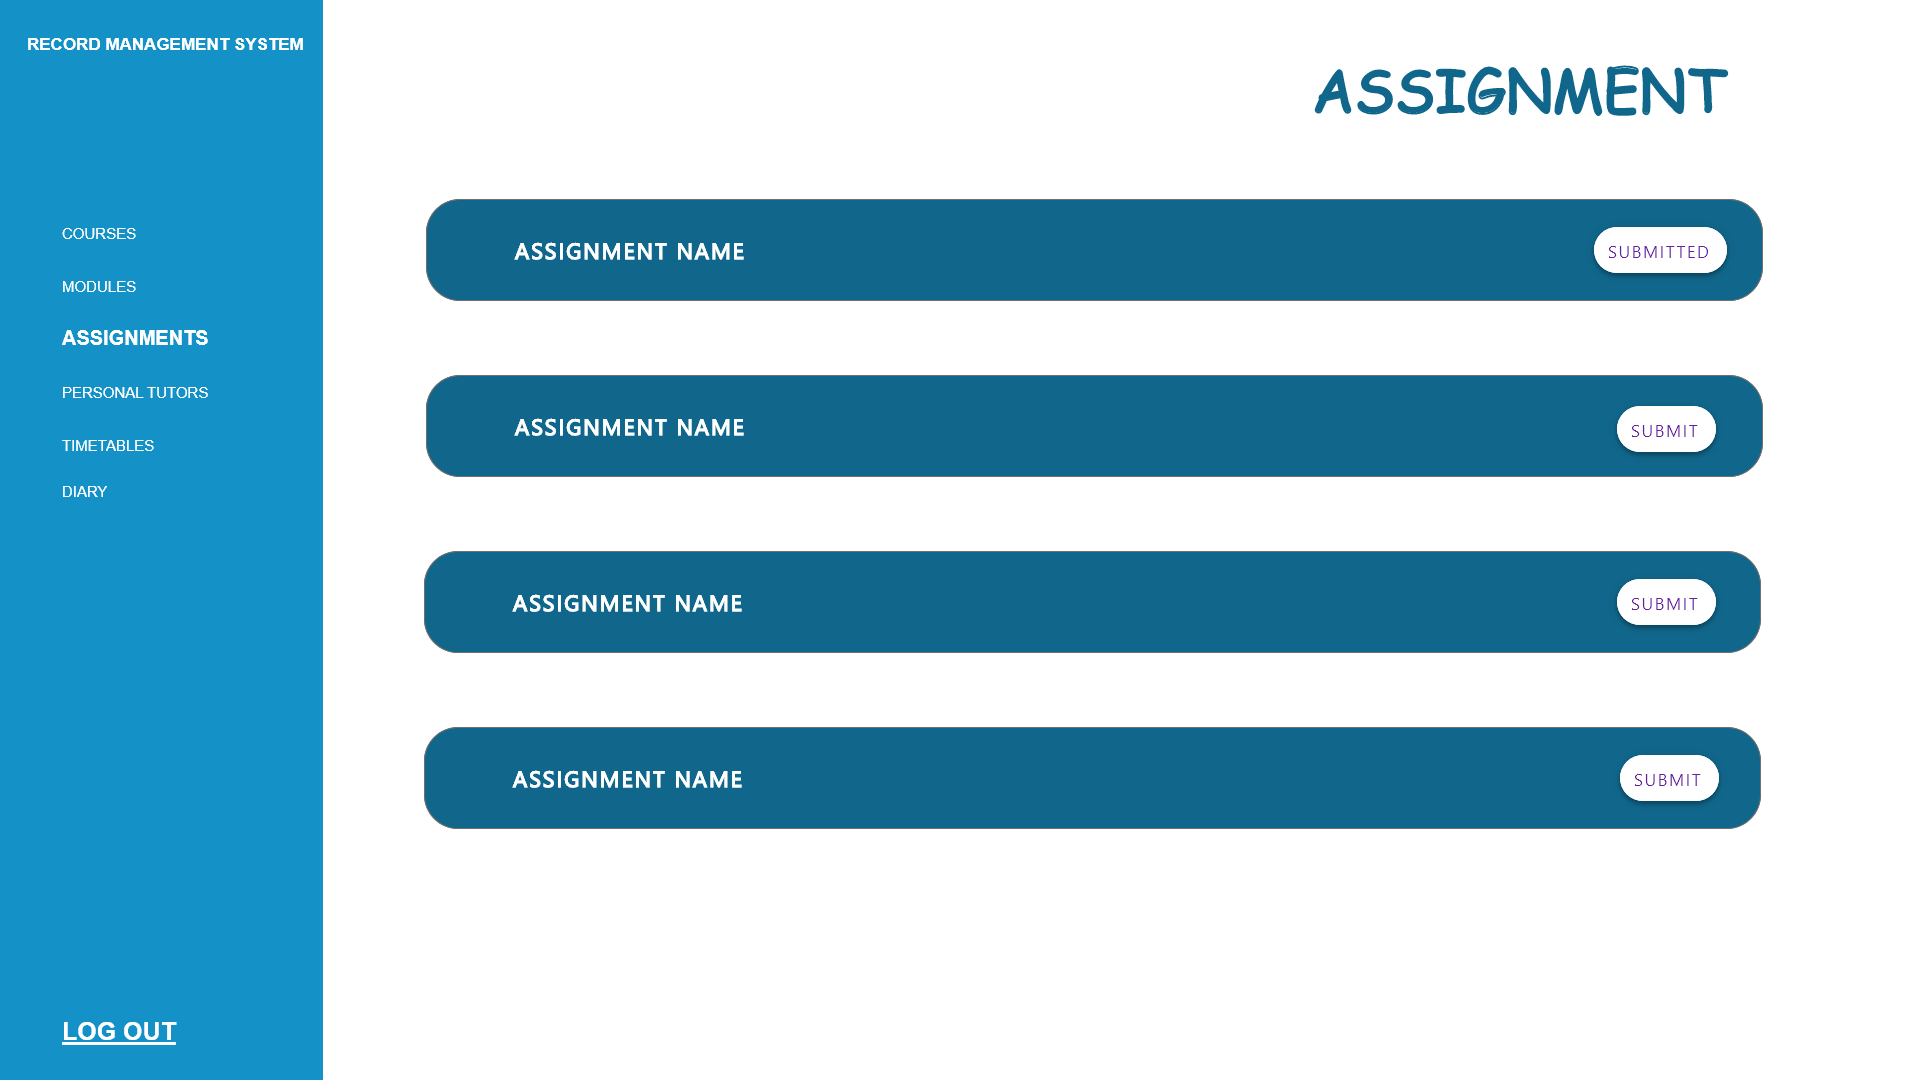 RECORD MANAGEMENT SYSTEM
COURSES
MODULES
ASSIGNMENTS
PERSONAL TUTORS
TIMETABLES
DIARY
LOG OUT
ASSIGNMENT
ASSIGNMENT NAME
SUBMITTED
ASSIGNMENT NAME
SUBMIT
ASSIGNMENT NAME
SUBMIT
ASSIGNMENT NAME
SUBMIT